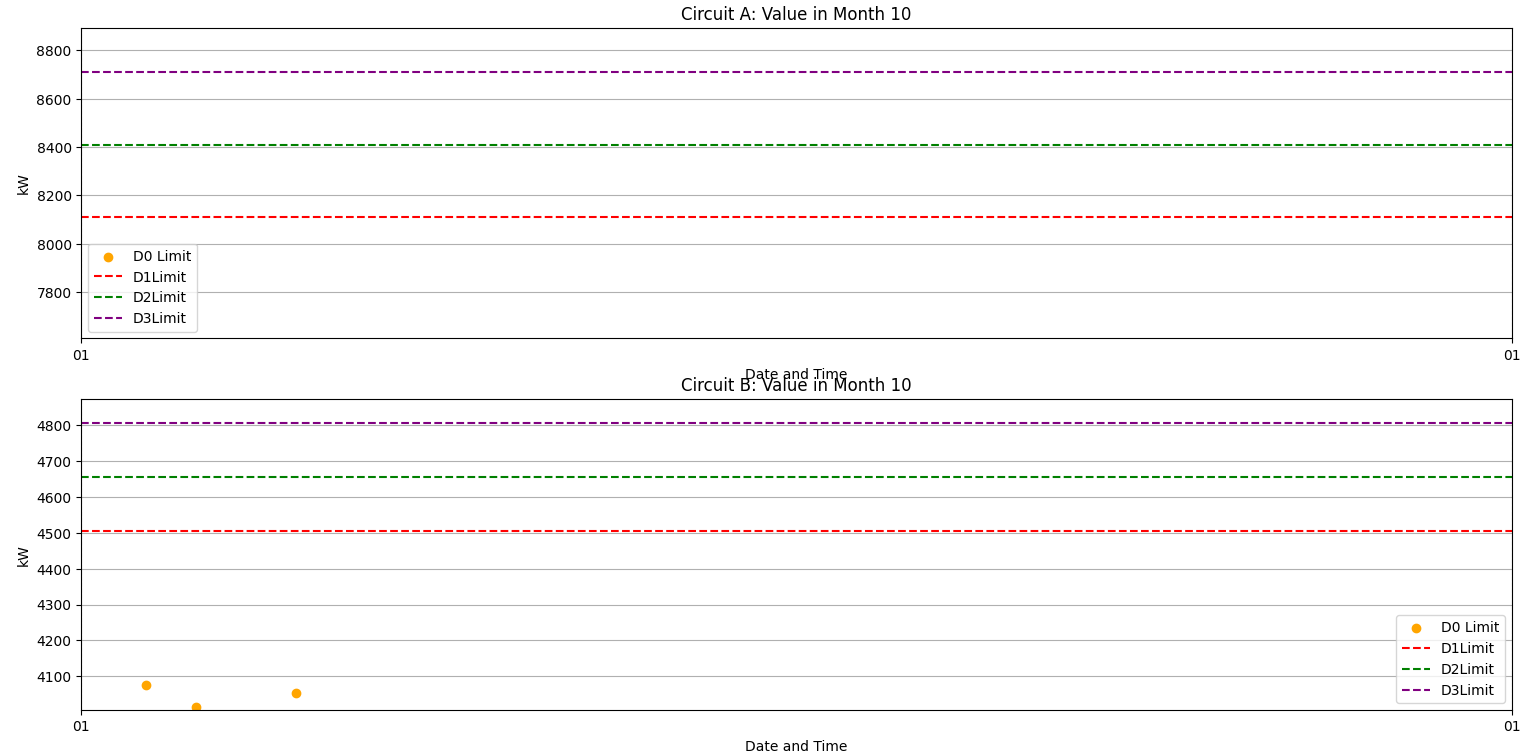 Circuit A: Value in Month 10
8800
8600
8400
8200
8000
7800
kW
D0 Limit
D1Limit
D2Limit
D3Limit
01
01
Date and Time
Circuit B: Value in Month 10
4800
4700
4600
4500
4400
4300
4200
4100
kW
D0 Limit
D1Limit
D2Limit
D3Limit
01
01
Date and Time